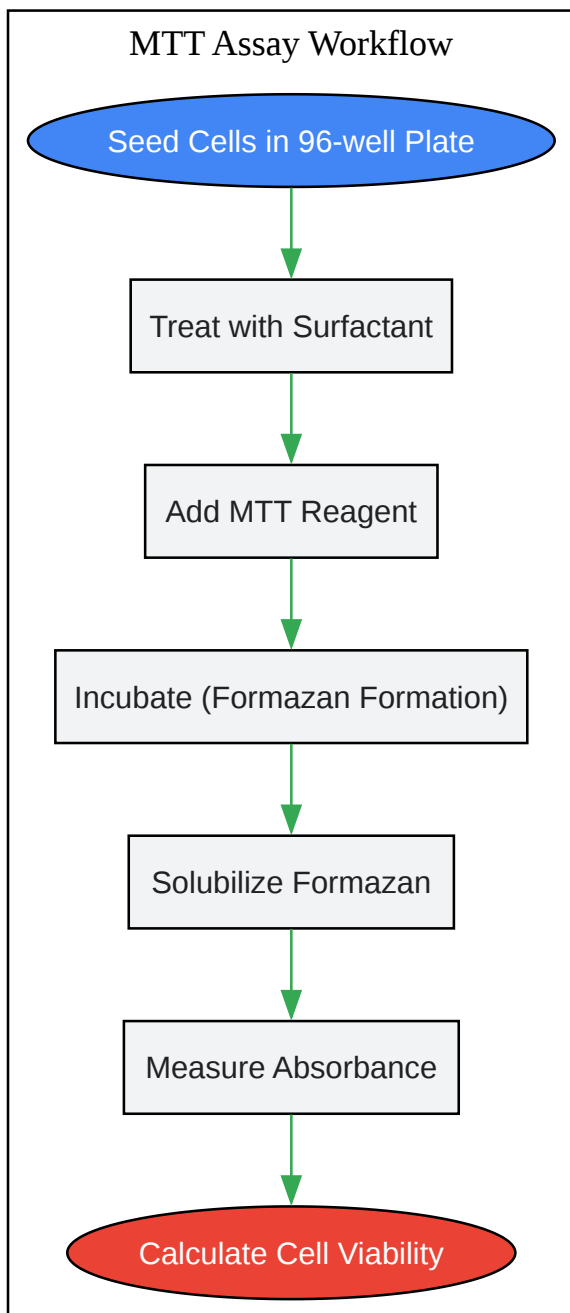 MTT Assay Workflow
Seed Cells in 96-well Plate
Treat with Surfactant
Add MTT Reagent
Incubate (Formazan Formation)
Solubilize Formazan
Measure Absorbance
Calculate Cell Viability